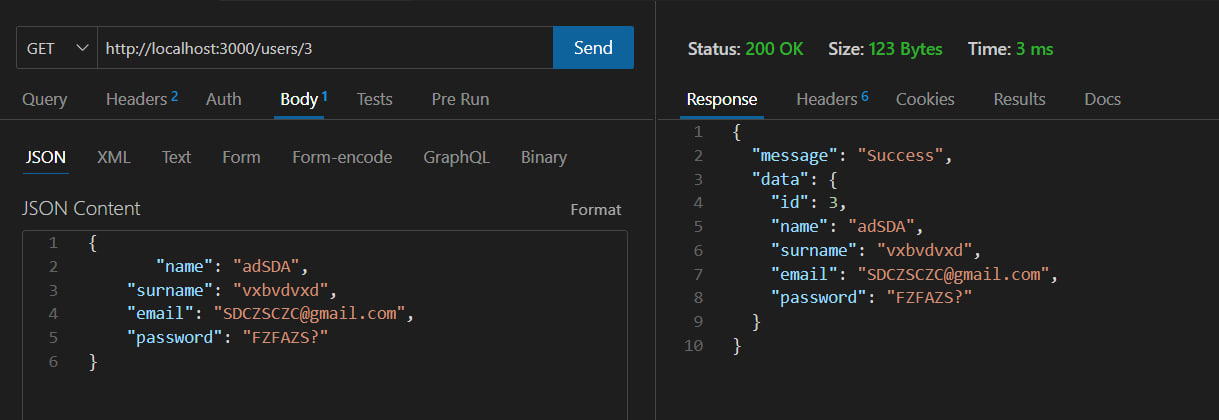 GET http://localhost:3000/users/3 Send
Query Headers 2 Auth Body 1 Tests Pre Run
JSON XML Text Form Form-encode GraphQL Binary
JSON Content Format
1 {
2 "name": "adSDA",
3 "surname": "vxbvdvxd",
4 "email": "SDCZSCZC@gmail.com",
5 "password": "FZFAZS?"
6 }
Status: 200 OK Size: 123 Bytes Time: 3 ms
Response Headers 6 Cookies Results Docs
1 {
2 "message": "Success",
3 "data": {
4 "id": 3,
5 "name": "adSDA",
6 "surname": "vxbvdvxd",
7 "email": "SDCZSCZC@gmail.com",
8 "password": "FZFAZS?"
9 }
10 }